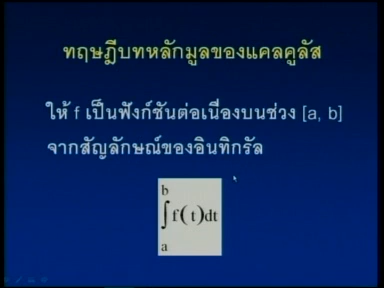 ทฤษฎีบทหลักมูลของแคลคูลัส
ให้ f เป็นฟังก์ชันต่อเนื่องบนช่วง [a, b]
จากสัญลักษณ์ของอินทิกรัล
b
∫f(t)dt
a